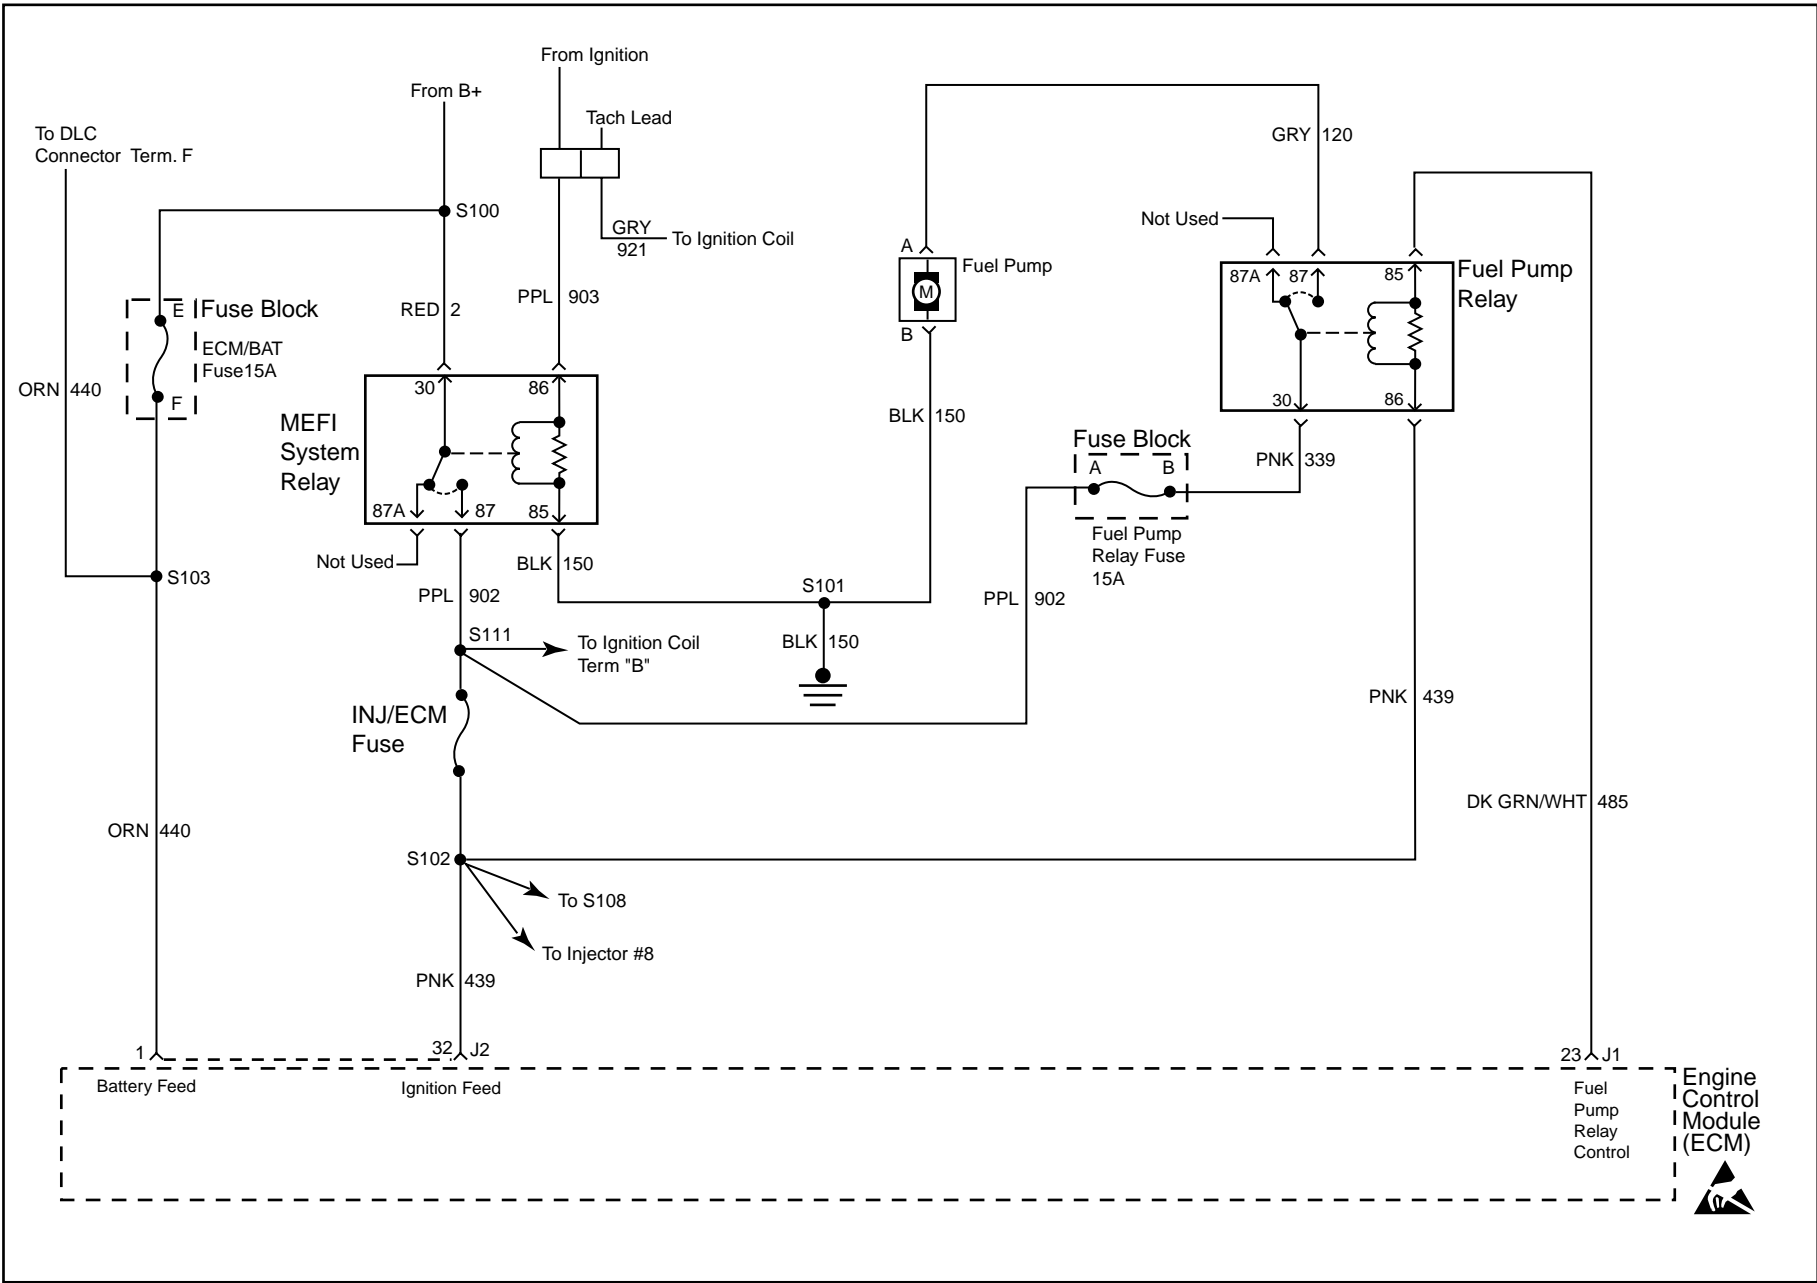 From Ignition
From B+
Tach Lead
To DLC
Connector Term. F
GRY 120
S100
Not Used
GRY
921
To Ignition Coil
A
Fuel Pump
M
B
87A 87 85
Fuel Pump
Relay
30 86
E
Fuse Block
ECM/BAT
Fuse15A
F
RED 2
PPL 903
ORN 440
30 86
MEFI
System
Relay
87A 87 85
BLK 150
Fuse Block
A B
PNK 339
Fuel Pump
Relay Fuse
15A
Not Used
BLK 150
S103
S101
PPL 902
PPL 902
S111
To Ignition Coil
Term "B"
BLK 150
PNK 439
INJ/ECM
Fuse
DK GRN/WHT 485
ORN 440
S102
To S108
To Injector #8
PNK 439
1
32 J2
23 J1
Battery Feed
Ignition Feed
Fuel
Pump
Relay
Control
Engine
Control
Module
(ECM)